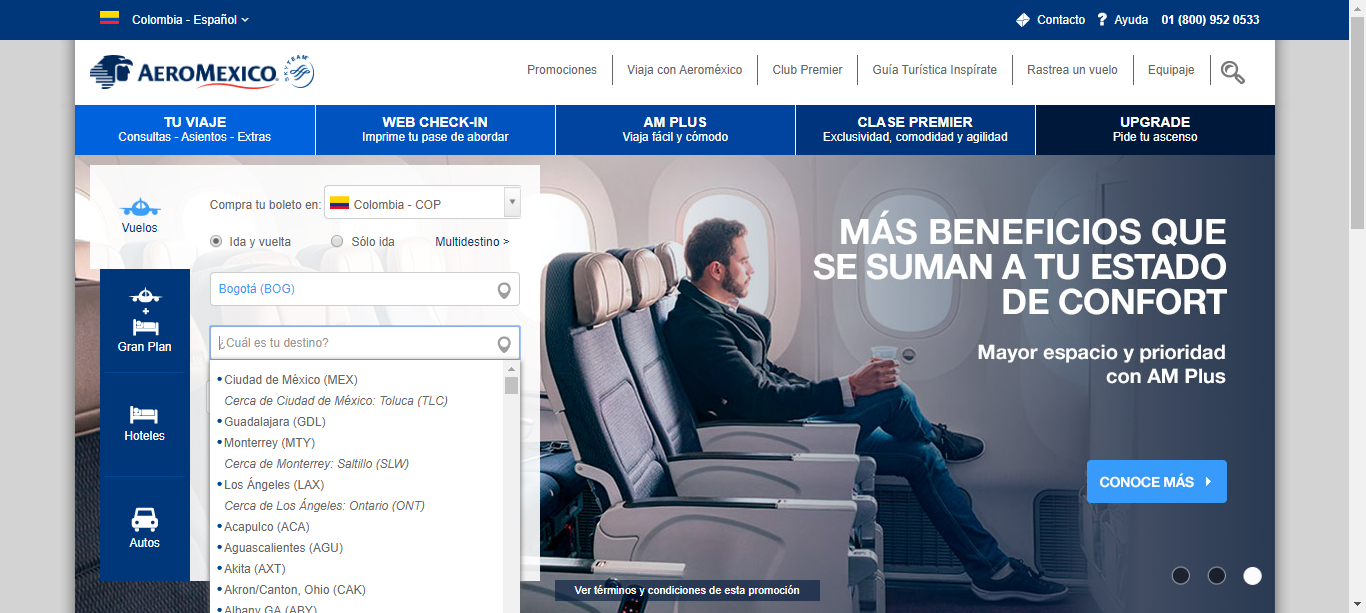 Colombia - Español
Contacto
Ayuda
01 (800) 952 0533
AEROMEXICO.
SKYTEAM
Promociones
Viaja con Aeroméxico
Club Premier
Guía Turística Inspírate
Rastrea un vuelo
Equipaje
TU VIAJE
Consultas - Asientos - Extras
WEB CHECK-IN
Imprime tu pase de abordar
AM PLUS
Viaja fácil y cómodo
CLASE PREMIER
Exclusividad, comodidad y agilidad
UPGRADE
Pide tu ascenso
Vuelos
+
Gran Plan
Hoteles
Autos
Compra tu boleto en:
Colombia - COP
Ida y vuelta
Sólo ida
Multidestino >
Bogotá (BOG)
¿Cuál es tu destino?
Ciudad de México (MEX)
Cerca de Ciudad de México: Toluca (TLC)
Guadalajara (GDL)
Monterrey (MTY)
Cerca de Monterrey: Saltillo (SLW)
Los Ángeles (LAX)
Cerca de Los Ángeles: Ontario (ONT)
Acapulco (ACA)
Aguascalientes (AGU)
Akita (AXT)
Akron/Canton, Ohio (CAK)
Albany GA (ABY)
MÁS BENEFICIOS QUE
SE SUMAN A TU ESTADO
DE CONFORT
Mayor espacio y prioridad
con AM Plus
CONOCE MÁS
Ver términos y condiciones de esta promoción